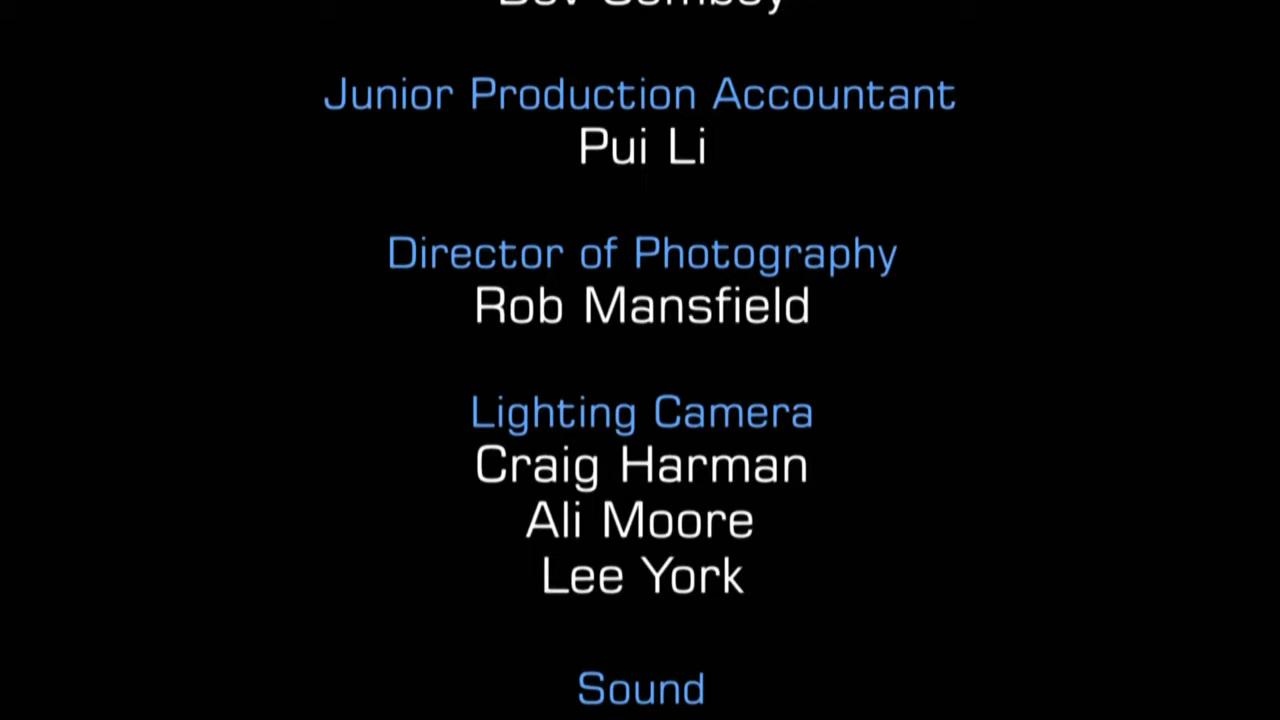 Junior Production Accountant
Pui Li
Director of Photography
Rob Mansfield
Lighting Camera
Craig Harman
Ali Moore
Lee York
Sound